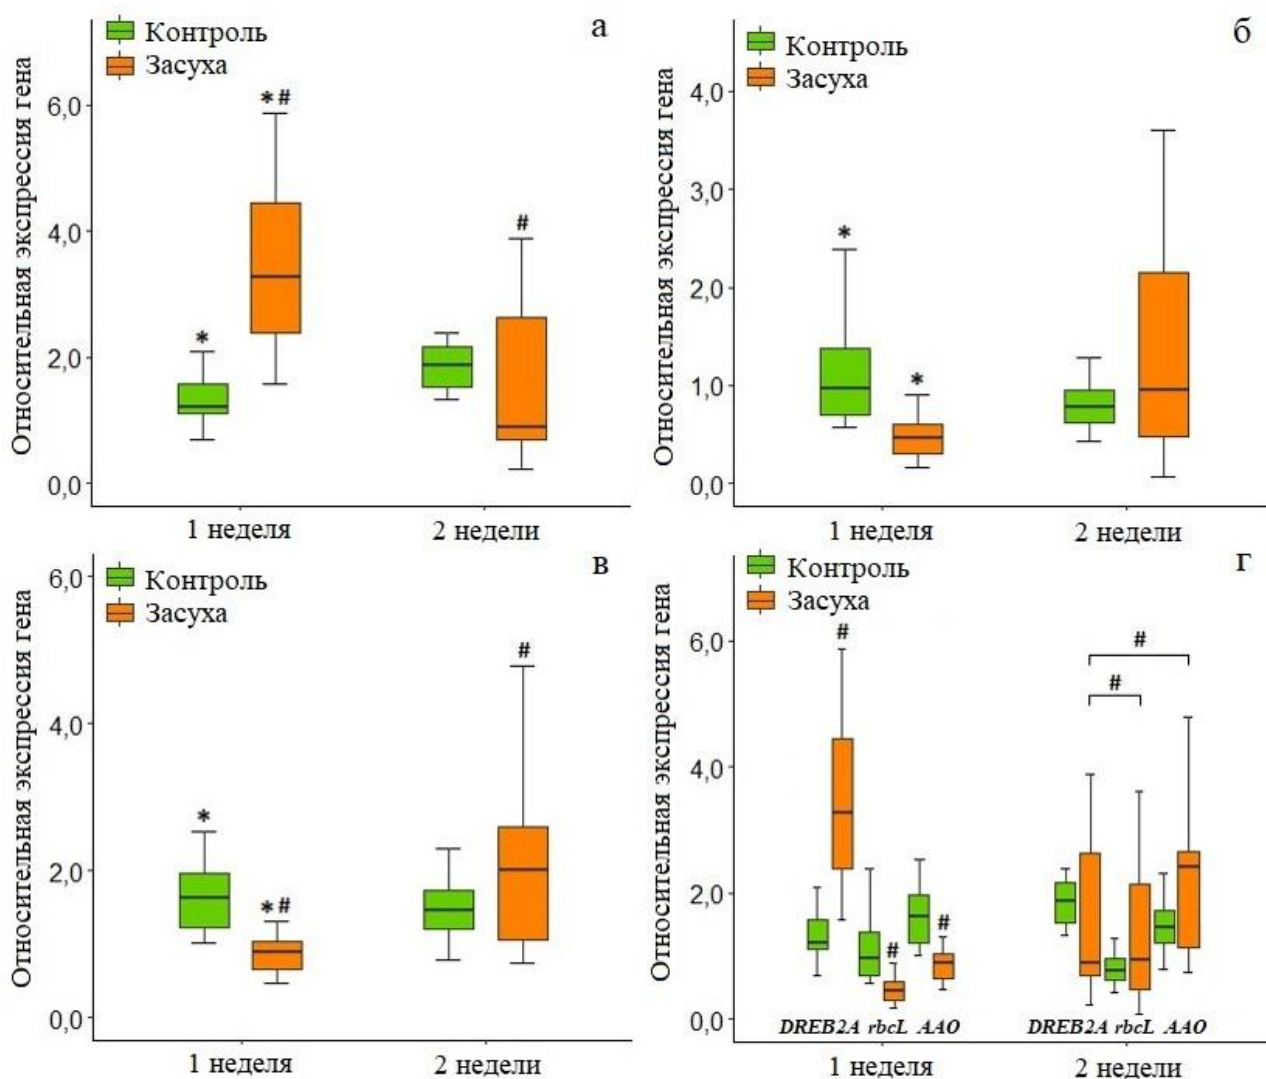 а
Контроль
Засуха
Относительная экспрессия гена
6,0
4,0
2,0
0,0
* *# #
1 неделя
2 недели
б
Контроль
Засуха
Относительная экспрессия гена
4,0
3,0
2,0
1,0
0,0
* *
1 неделя
2 недели
в
Контроль
Засуха
Относительная экспрессия гена
6,0
4,0
2,0
0,0
* *# #
1 неделя
2 недели
г
Контроль
Засуха
Относительная экспрессия гена
6,0
4,0
2,0
0,0
# # # # #
DREB2A rbcL AAO
DREB2A rbcL AAO
1 неделя
2 недели